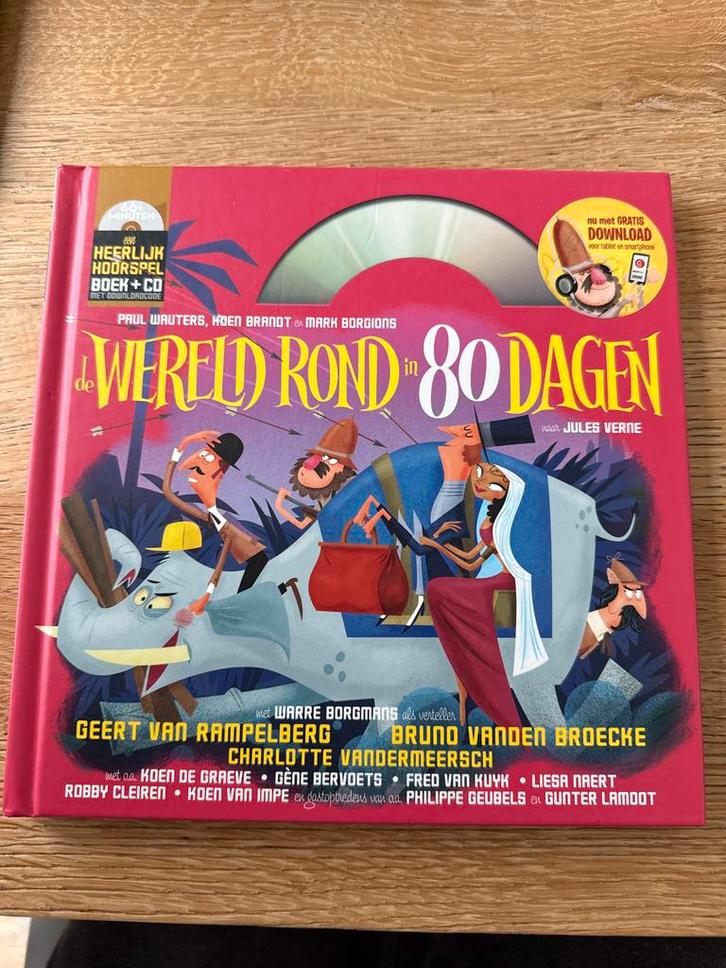 60+
MINUTEN
een
HEERLIJK
HOORSPEL
BOEK + CD
MET DOWNLOADCODE
nu met GRATIS
DOWNLOAD
voor tablet en smartphone
PAUL WAUTERS, KOEN BRANDT en MARK BORGIONS
de WERELD ROND in 80 DAGEN
naar JULES VERNE
met WARRE BORGMANS als verteller
GEERT VAN RAMPELBERG BRUNO VANDEN BROECKE
CHARLOTTE VANDERMEERSCH
met o.a. KOEN DE GRAEVE • GÈNE BERVOETS • FRED VAN KUYK • LIESA NAERT
ROBBY CLEIREN • KOEN VAN IMPE en gastoptredens van o.a. PHILIPPE GEUBELS en GUNTER LAMOOT